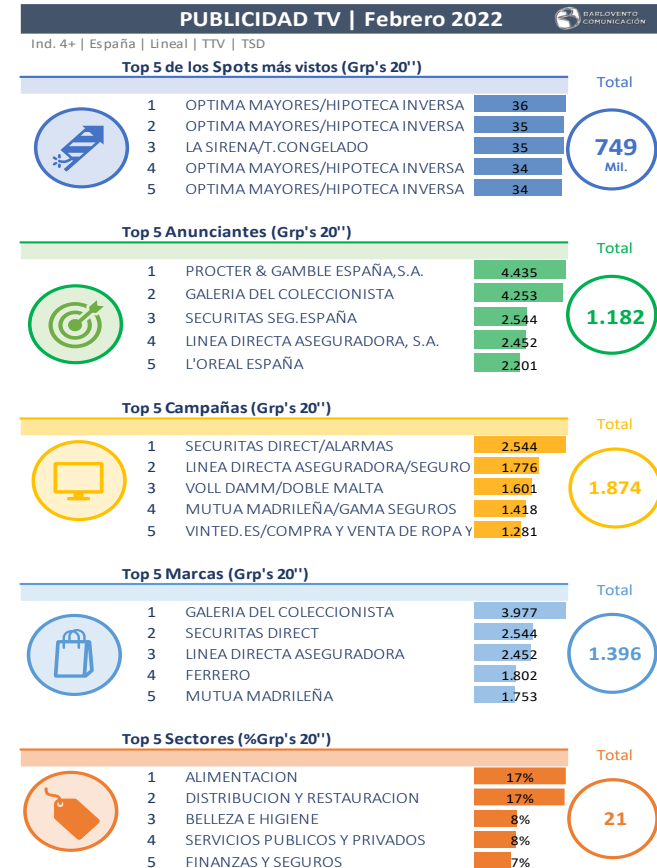 PUBLICIDAD TV | Febrero 2022
BARLOVENTO
COMUNICACIÓN
Ind. 4+ | España | Lineal | TTV | TSD
Top 5 de los Spots más vistos (Grp's 20'')
Total
1 OPTIMA MAYORES/HIPOTECA INVERSA 36
2 OPTIMA MAYORES/HIPOTECA INVERSA 35
3 LA SIRENA/T.CONGELADO 35
4 OPTIMA MAYORES/HIPOTECA INVERSA 34
5 OPTIMA MAYORES/HIPOTECA INVERSA 34
749
Mil.
Top 5 Anunciantes (Grp's 20'')
Total
1 PROCTER & GAMBLE ESPAÑA,S.A. 4.435
2 GALERIA DEL COLECCIONISTA 4.253
3 SECURITAS SEG.ESPAÑA 2.544
4 LINEA DIRECTA ASEGURADORA, S.A. 2.452
5 L'OREAL ESPAÑA 2.201
1.182
Top 5 Campañas (Grp's 20'')
Total
1 SECURITAS DIRECT/ALARMAS 2.544
2 LINEA DIRECTA ASEGURADORA/SEGURO 1.776
3 VOLL DAMM/DOBLE MALTA 1.601
4 MUTUA MADRILEÑA/GAMA SEGUROS 1.418
5 VINTED.ES/COMPRA Y VENTA DE ROPA Y 1.281
1.874
Top 5 Marcas (Grp's 20'')
Total
1 GALERIA DEL COLECCIONISTA 3.977
2 SECURITAS DIRECT 2.544
3 LINEA DIRECTA ASEGURADORA 2.452
4 FERRERO 1.802
5 MUTUA MADRILEÑA 1.753
1.396
Top 5 Sectores (%Grp's 20'')
Total
1 ALIMENTACION 17%
2 DISTRIBUCION Y RESTAURACION 17%
3 BELLEZA E HIGIENE 8%
4 SERVICIOS PUBLICOS Y PRIVADOS 8%
5 FINANZAS Y SEGUROS 7%
21